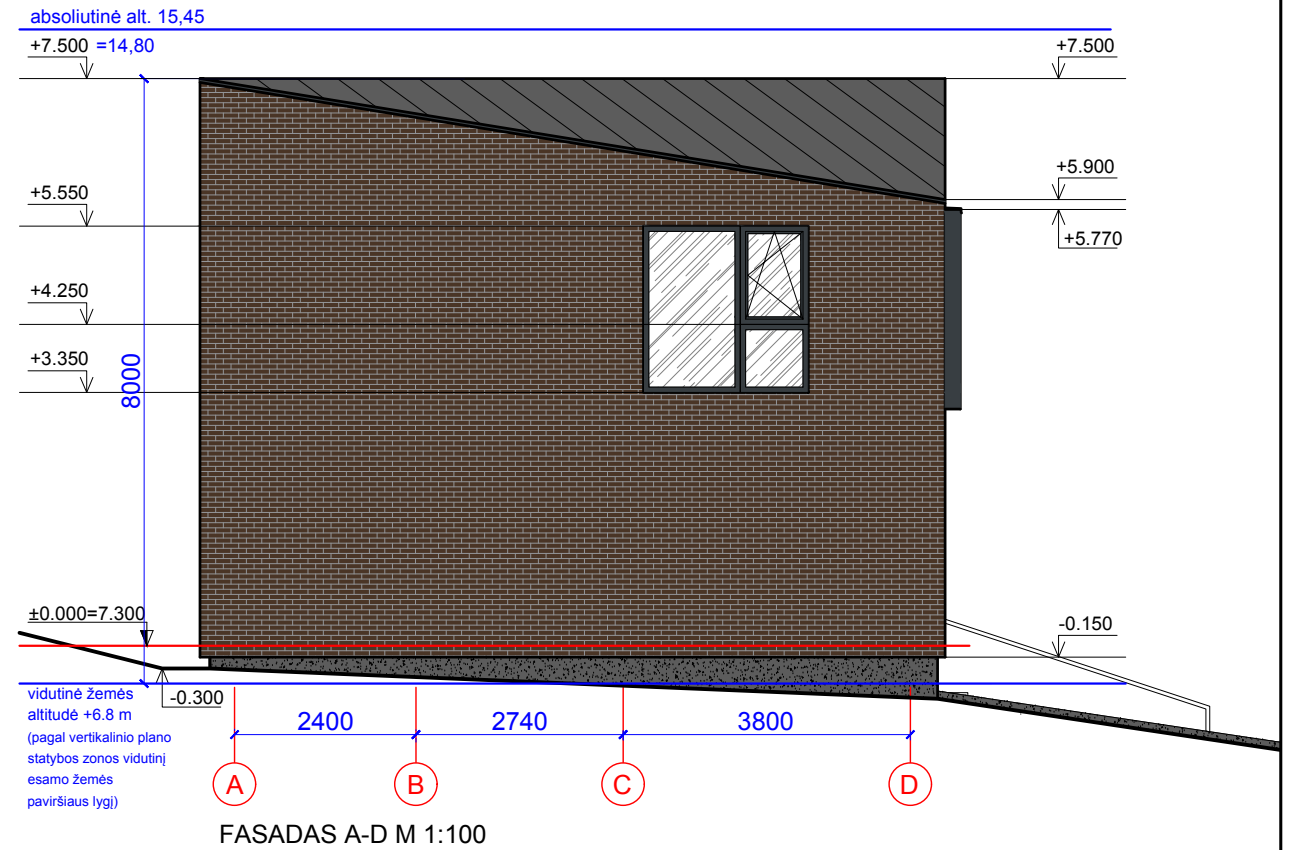 absoliutinė alt. 15,45
+7.500 =14,80
+7.500
+5.900
+5.550
+5.770
+4.250
+3.350
8000
±0.000=7.300
-0.150
-0.300
vidutinė žemės
altitudė +6.8 m
(pagal vertikalinio plano
statybos zonos vidutinį
esamo žemės
paviršiaus lygį)
2400 2740 3800
A B C D
FASADAS A-D M 1:100